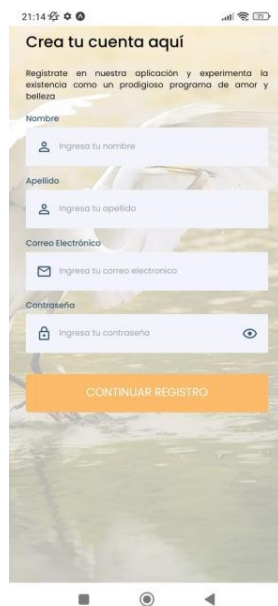 21:14
Crea tu cuenta aquí
Registrate en nuestra aplicación y experimenta la
existencia como un prodigioso programa de amor y
belleza
Nombre
Ingresa tu nombre
Apellido
Ingresa tu apellido
Correo Electrónico
Ingresa tu correo electronico
Contraseña
Ingresa tu contraseña
CONTINUAR REGISTRO